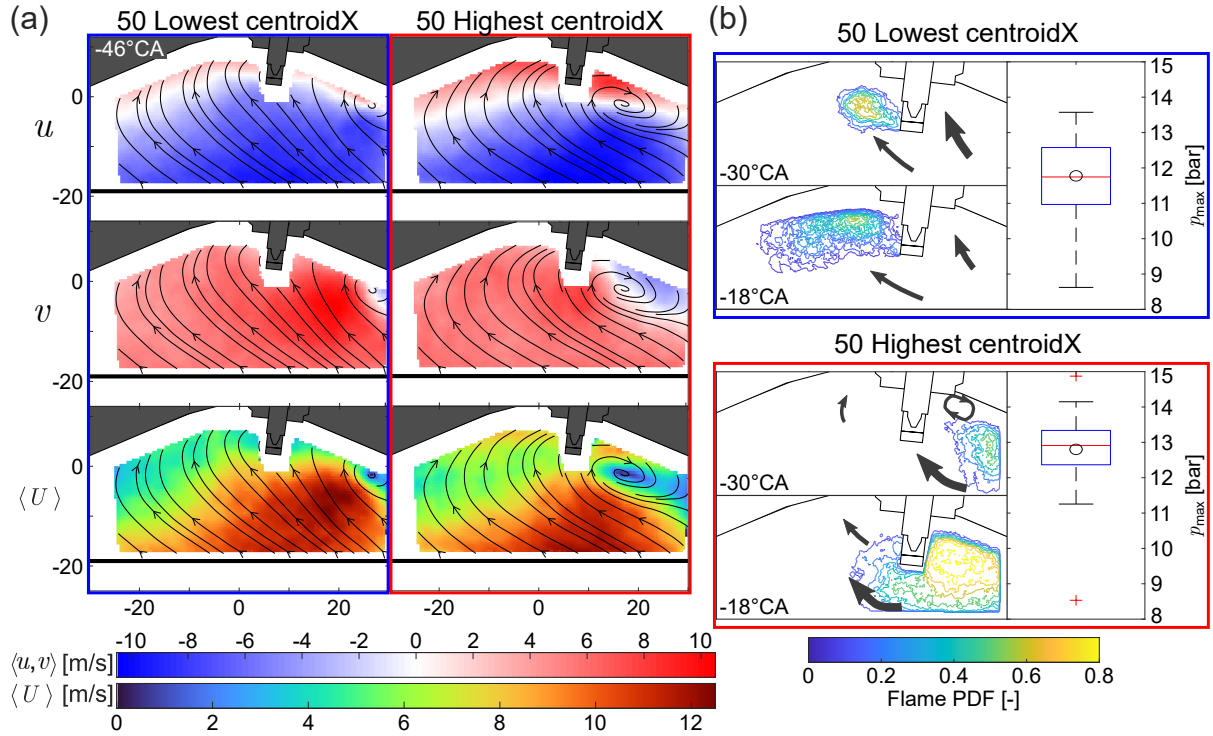 (a)
50 Lowest centroidX
50 Highest centroidX
-46°CA
u
0
-20
v
0
-20
⟨U⟩
0
-20
-20
0
20
-20
0
20
-10
-8
-6
-4
-2
0
2
4
6
8
10
⟨u,v⟩ [m/s]
⟨U⟩ [m/s]
0
2
4
6
8
10
12
(b)
50 Lowest centroidX
-30°CA
-18°CA
15
14
13
12
11
10
9
8
pmax [bar]
50 Highest centroidX
-30°CA
-18°CA
15
14
13
12
11
10
9
8
pmax [bar]
0
0.2
0.4
0.6
0.8
Flame PDF [-]